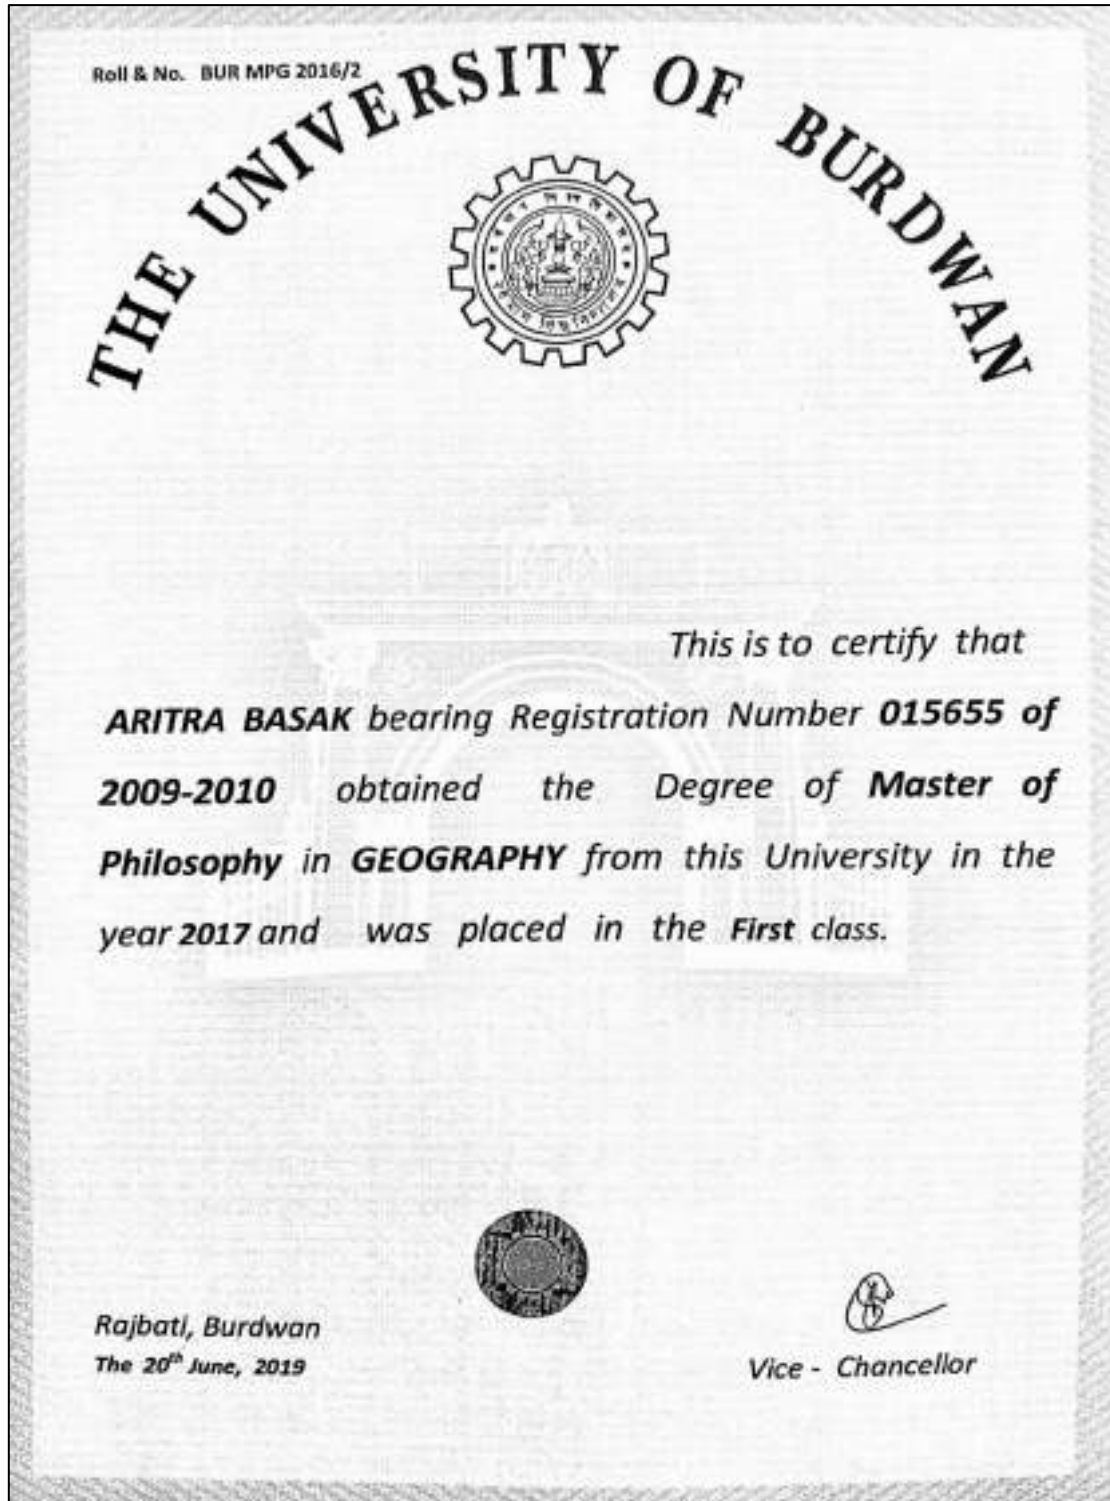 Roll & No. BUR MPG 2016/2
THE UNIVERSITY OF BURDWAN
This is to certify that
ARITRA BASAK bearing Registration Number 015655 of
2009-2010 obtained the Degree of Master of
Philosophy in GEOGRAPHY from this University in the
year 2017 and was placed in the First class.
Rajbati, Burdwan
The 20th June, 2019
Vice - Chancellor